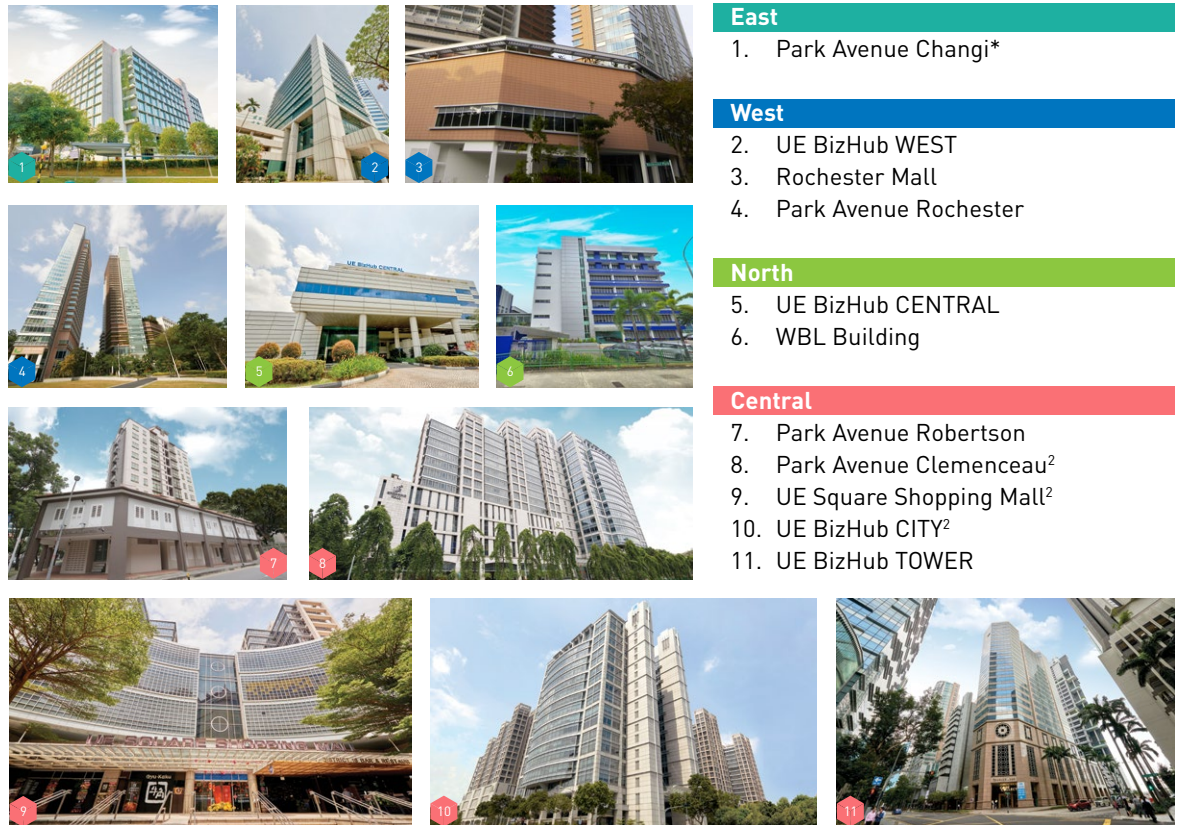 1
2
3
East
1. Park Avenue Changi*
West
2. UE BizHub WEST
3. Rochester Mall
4. Park Avenue Rochester
4
UE BizHub CENTRAL
5
6
North
5. UE BizHub CENTRAL
6. WBL Building
7
8
Central
7. Park Avenue Robertson
8. Park Avenue Clemenceau²
9. UE Square Shopping Mall²
10. UE BizHub CITY²
11. UE BizHub TOWER
UE SQUARE SHOPPING MALL
Gyu-Kaku
9
10
11